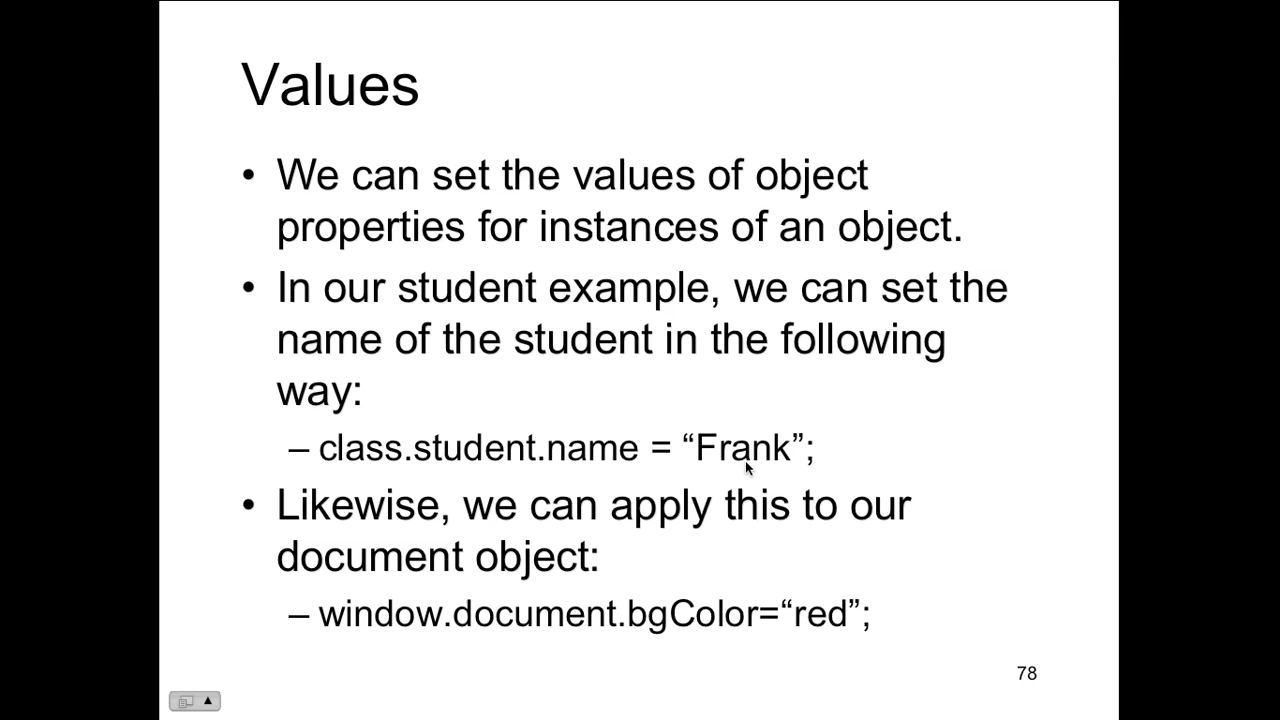 Values
• We can set the values of object
properties for instances of an object.
• In our student example, we can set the
name of the student in the following
way:
– class.student.name = “Frank”;
• Likewise, we can apply this to our
document object:
– window.document.bgColor=“red”;
78